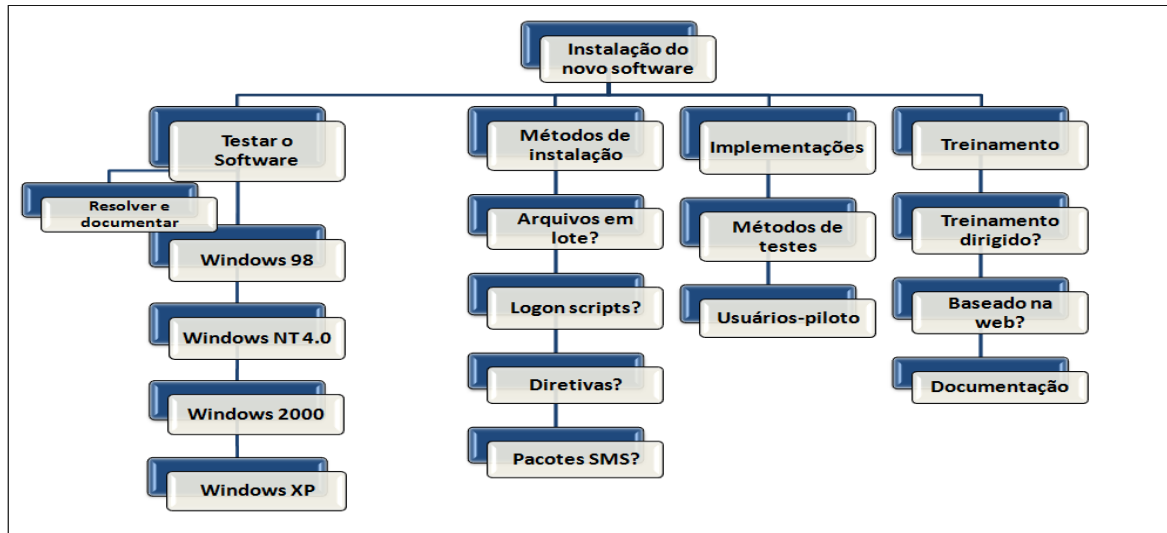 Instalação do
novo software
Testar o
Software
Resolver e
documentar
Windows 98
Windows NT 4.0
Windows 2000
Windows XP
Métodos de
instalação
Arquivos em
lote?
Logon scripts?
Diretivas?
Pacotes SMS?
Implementações
Métodos de
testes
Usuários-piloto
Treinamento
Treinamento
dirigido?
Baseado na
web?
Documentação